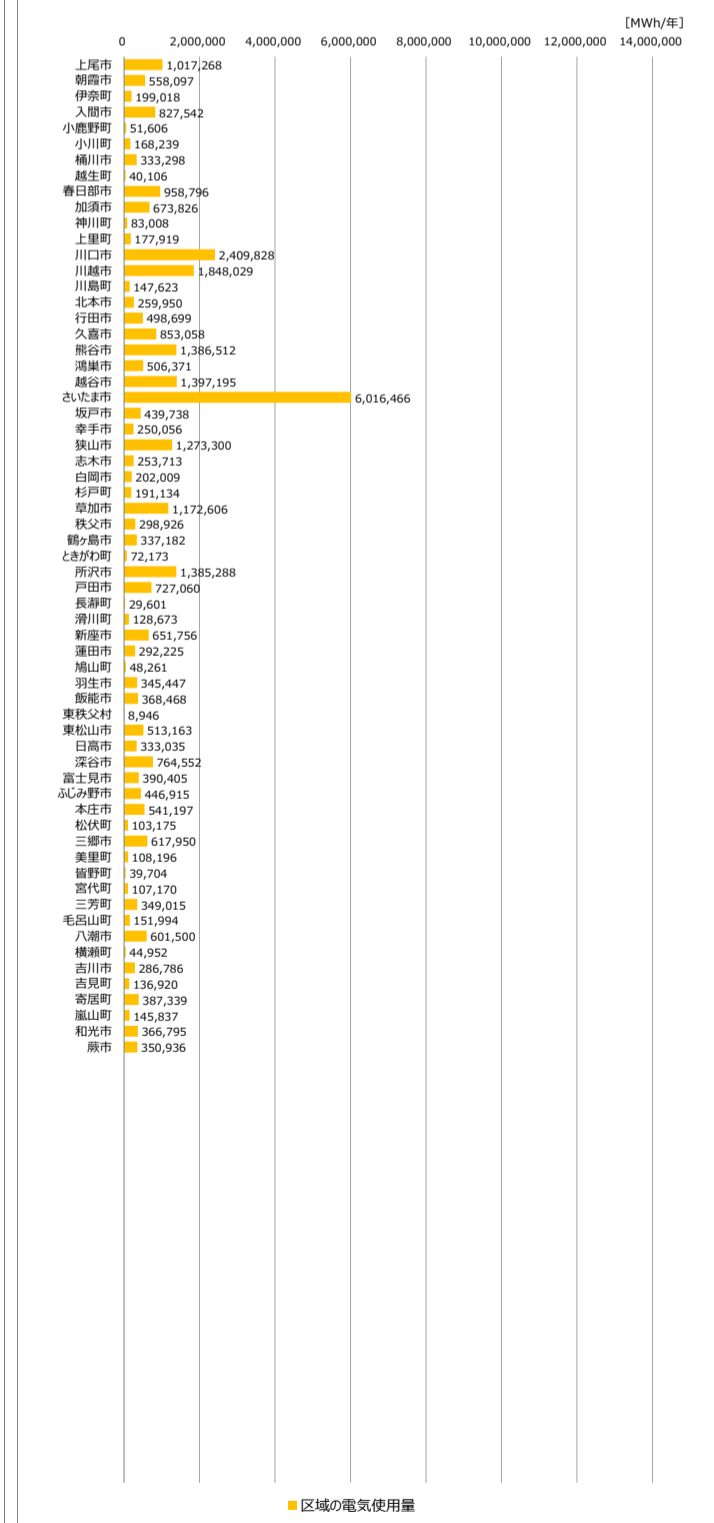 [MWh/年]
0 2,000,000 4,000,000 6,000,000 8,000,000 10,000,000 12,000,000 14,000,000
上尾市 1,017,268
朝霞市 558,097
伊奈町 199,018
入間市 827,542
小鹿野町 51,606
小川町 168,239
桶川市 333,298
越生町 40,106
春日部市 958,796
加須市 673,826
神川町 83,008
上里町 177,919
川口市 2,409,828
川越市 1,848,029
川島町 147,623
北本市 259,950
行田市 498,699
久喜市 853,058
熊谷市 1,386,512
鴻巣市 506,371
越谷市 1,397,195
さいたま市 6,016,466
坂戸市 439,738
幸手市 250,056
狭山市 1,273,300
志木市 253,713
白岡市 202,009
杉戸町 191,134
草加市 1,172,606
秩父市 298,926
鶴ヶ島市 337,182
ときがわ町 72,173
所沢市 1,385,288
戸田市 727,060
長瀞町 29,601
滑川町 128,673
新座市 651,756
蓮田市 292,225
鳩山町 48,261
羽生市 345,447
飯能市 368,468
東秩父村 8,946
東松山市 513,163
日高市 333,035
深谷市 764,552
富士見市 390,405
ふじみ野市 446,915
本庄市 541,197
松伏町 103,175
三郷市 617,950
美里町 108,196
皆野町 39,704
宮代町 107,170
三芳町 349,015
毛呂山町 151,994
八潮市 601,500
横瀬町 44,952
吉川市 286,786
吉見町 136,920
寄居町 387,339
嵐山町 145,837
和光市 366,795
蕨市 350,936
区域の電気使用量